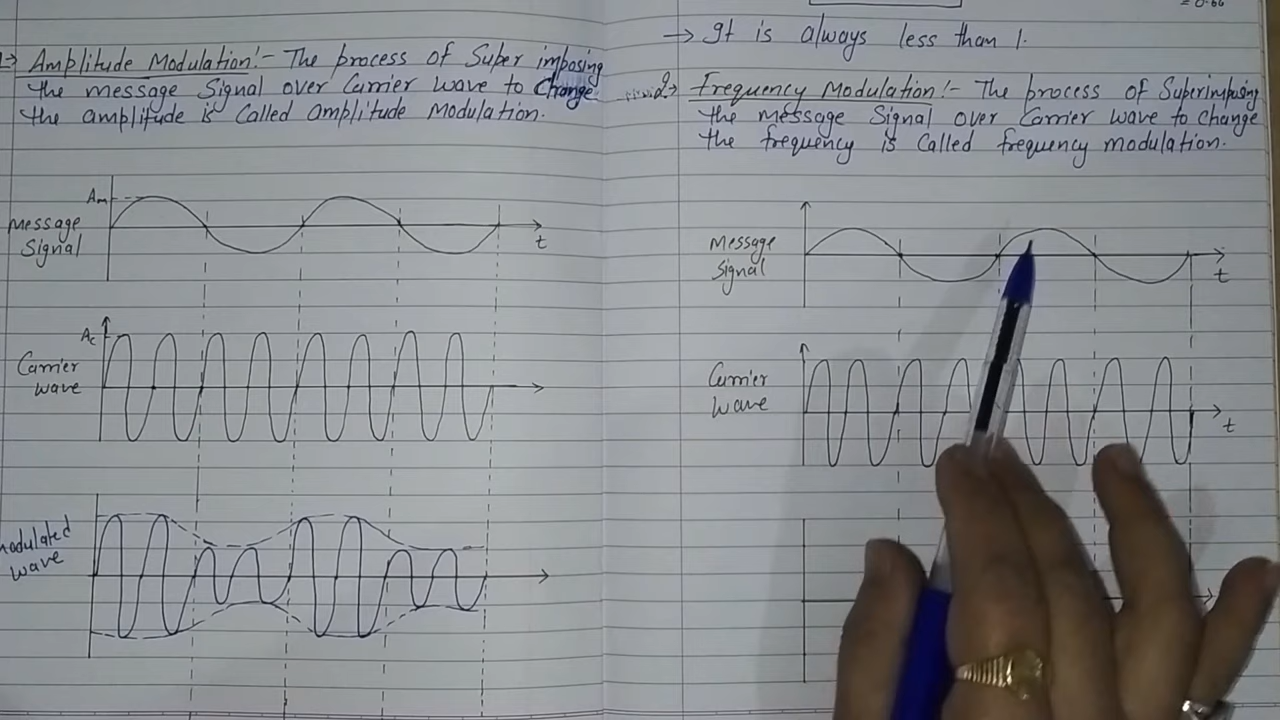 Amplitude Modulation:- The process of Super imposing
the message Signal over Carrier wave to Change
the amplitude is Called amplitude Modulation.
Am
Message
Signal
t
Ac
Carrier
wave
modulated
wave
= 0.66
→ It is always less than 1.
2→ Frequency Modulation:- The process of Superimpusing
the message Signal over Carrier wave to change
the frequency is Called frequency modulation.
Message
Signal
t
Carrier
wave
t